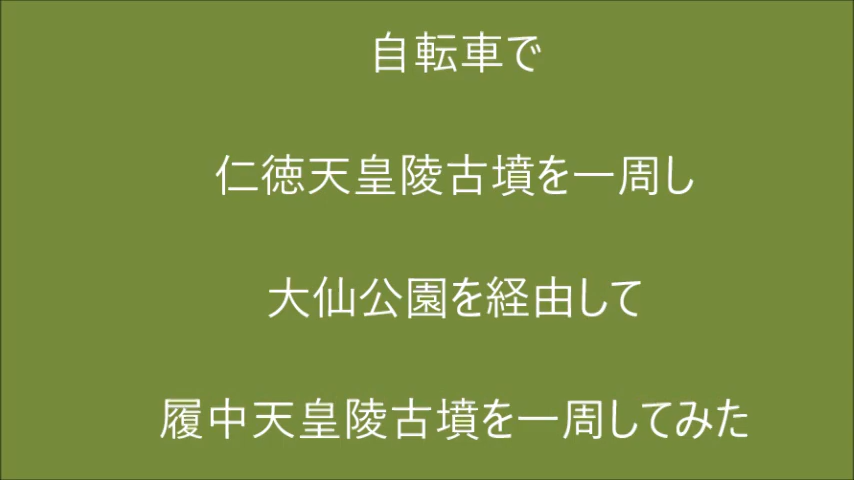 自転車で
仁徳天皇陵古墳を一周し
大仙公園を経由して
履中天皇陵古墳を一周してみた